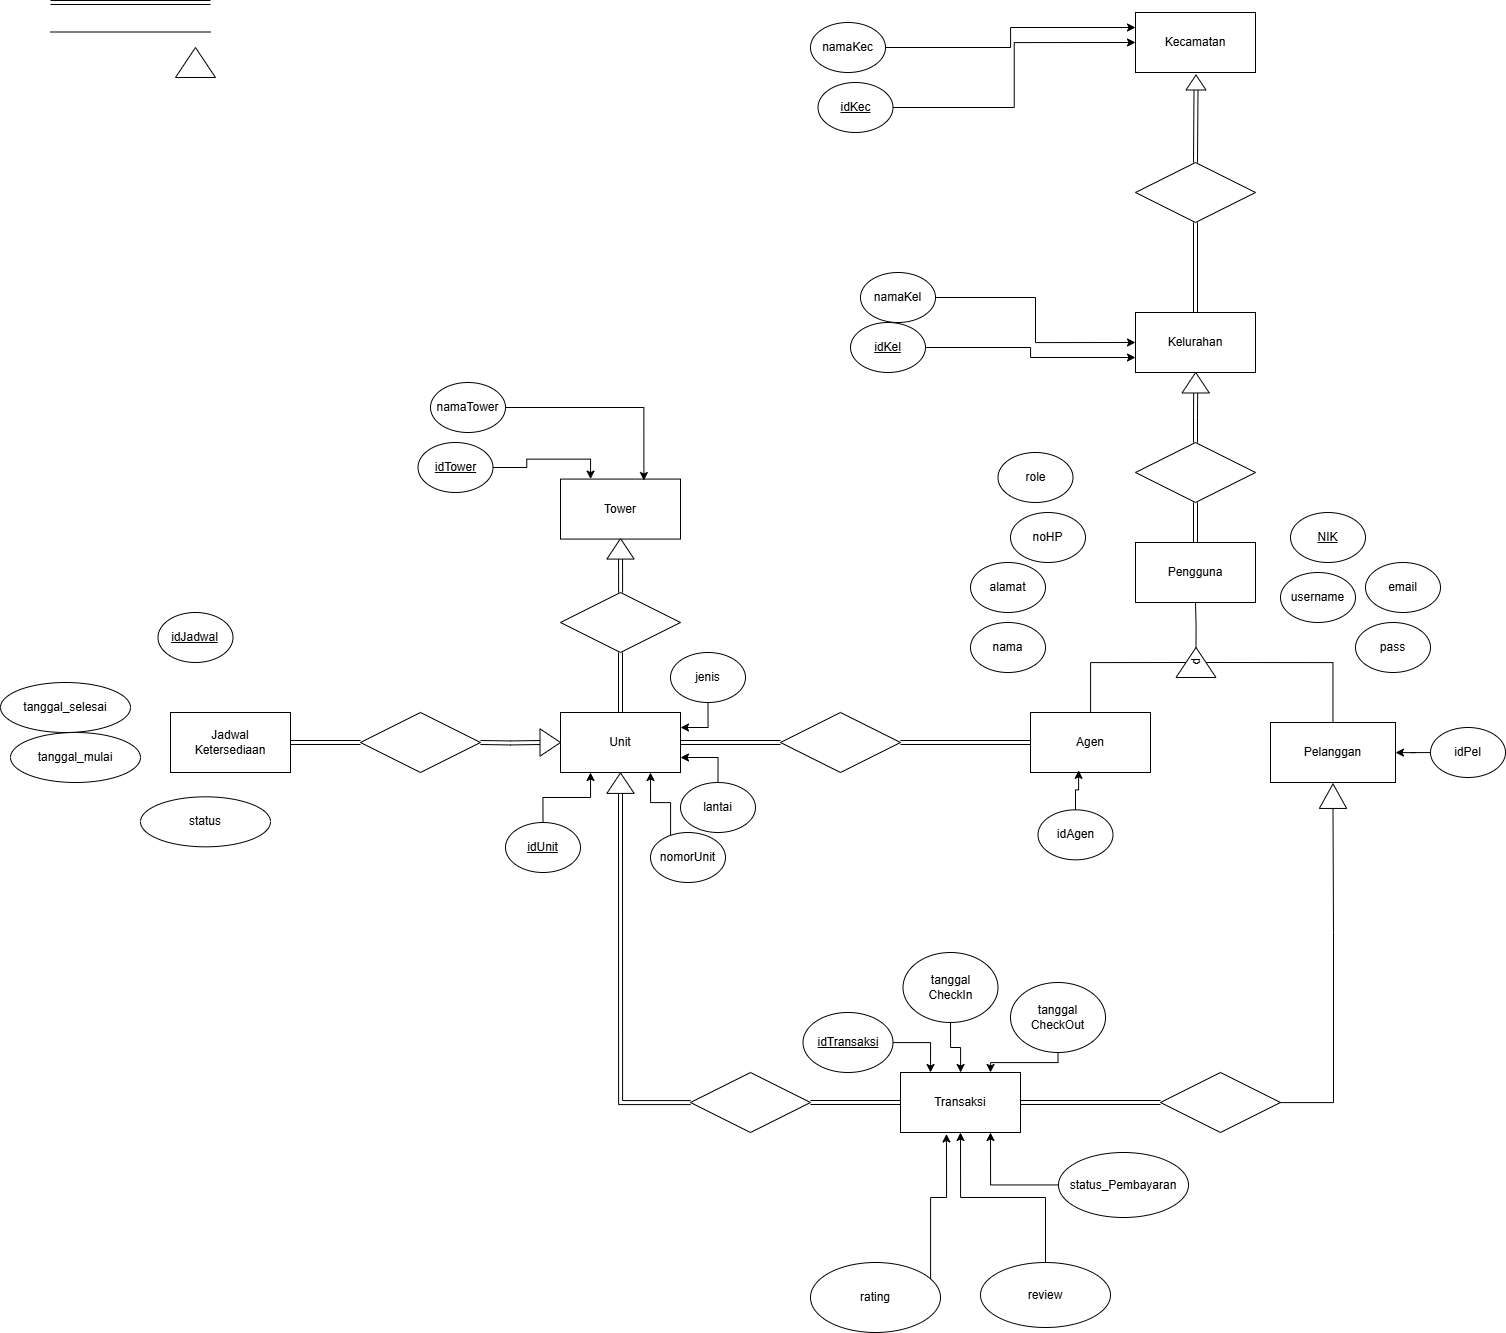 namaKec
Kecamatan
idKec
namaKel
Kelurahan
idKel
namaTower
idTower
Tower
role
noHP
NIK
Pengguna
alamat
username
email
nama
pass
d
idJadwal
jenis
tanggal_selesai
tanggal_mulai
Jadwal
Ketersediaan
Unit
Agen
Pelanggan
idPel
status
lantai
idUnit
nomorUnit
idAgen
tanggal
CheckIn
tanggal
CheckOut
idTransaksi
Transaksi
status_Pembayaran
rating
review